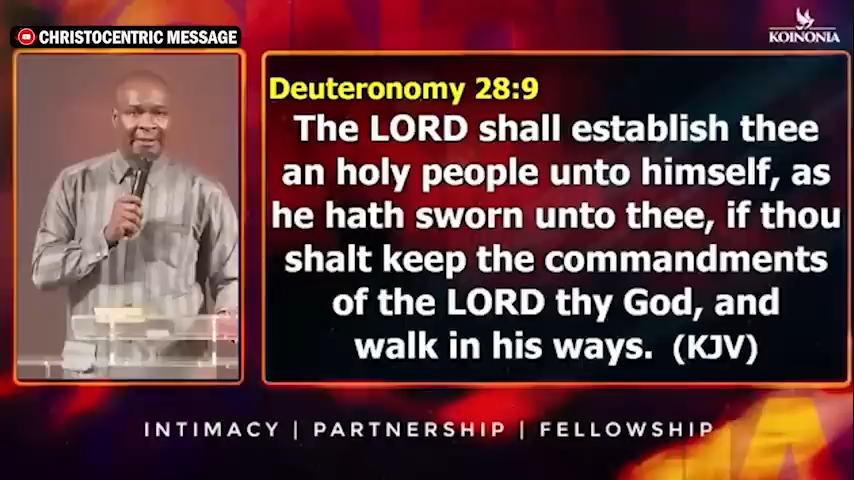 CHRISTOCENTRIC MESSAGE
KOINONIA
Deuteronomy 28:9
The LORD shall establish thee
an holy people unto himself, as
he hath sworn unto thee, if thou
shalt keep the commandments
of the LORD thy God, and
walk in his ways. (KJV)
INTIMACY | PARTNERSHIP | FELLOWSHIP